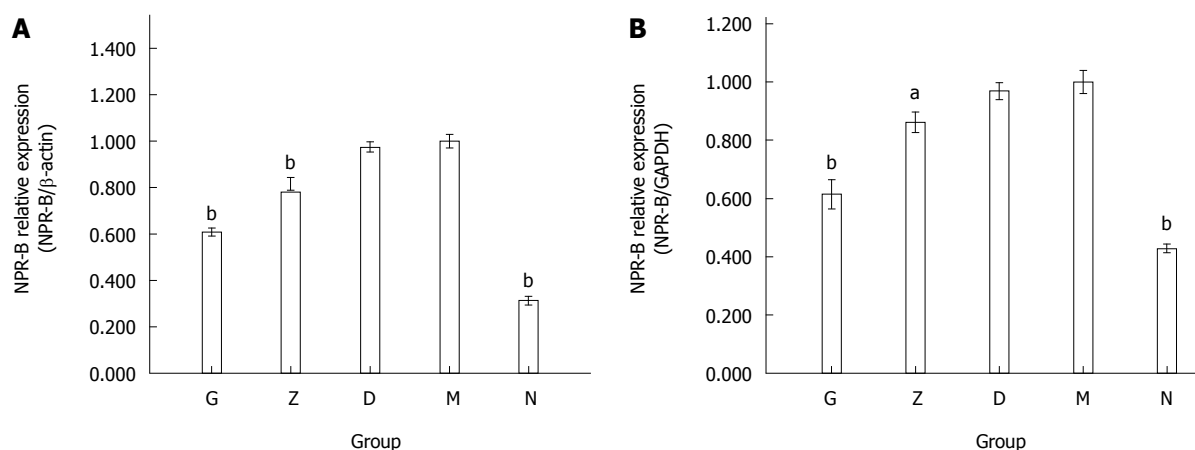 A
NPR-B relative expression
(NPR-B/β-actin)
1.400
1.200
1.000
0.800
0.600
0.400
0.200
0.000
b
b
b
G Z D M N
Group
B
NPR-B relative expression
(NPR-B/GAPDH)
1.200
1.000
0.800
0.600
0.400
0.200
0.000
b
a
b
G Z D M N
Group